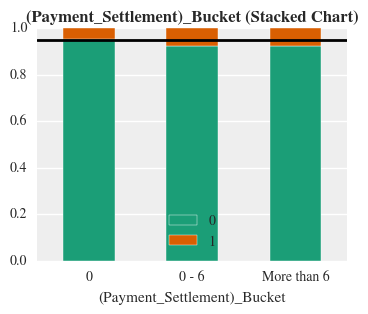 (Payment_Settlement)_Bucket (Stacked Chart)
1.0
0.8
0.6
0.4
0.2
0.0
0
1
0 0 - 6 More than 6
(Payment_Settlement)_Bucket